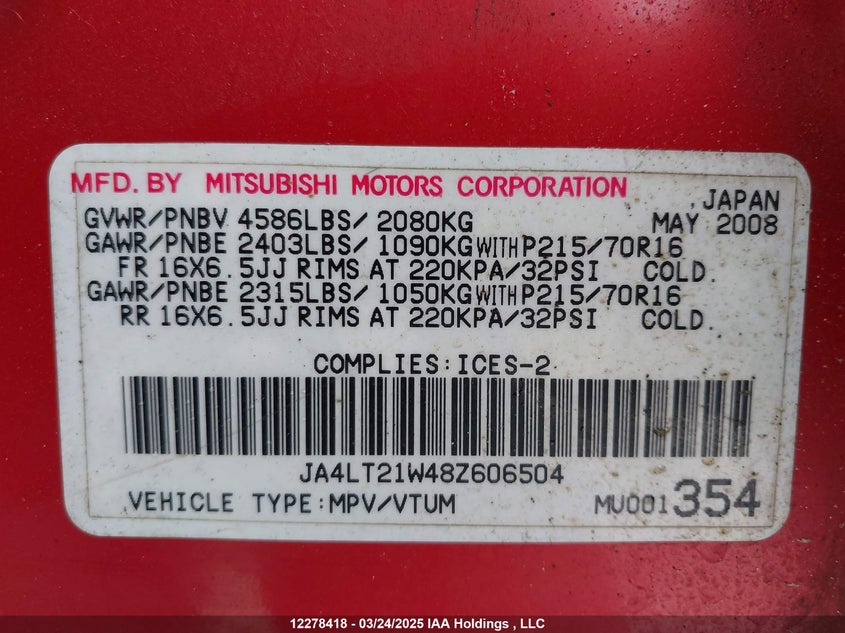 MFD. BY MITSUBISHI MOTORS CORPORATION
JAPAN
GVWR/PNBV 4586LBS/ 2080KG MAY 2008
GAWR/PNBE 2403LBS/ 1090KG WITH P215/70R16
FR 16X6.5JJ RIMS AT 220KPA/32PSI COLD.
GAWR/PNBE 2315LBS/ 1050KG WITH P215/70R16
RR 16X6.5JJ RIMS AT 220KPA/32PSI COLD.
COMPLIES:ICES-2
JA4LT21W48Z606504
VEHICLE TYPE:MPV/VTUM MU001354
12278418 - 03/24/2025 IAA Holdings , LLC